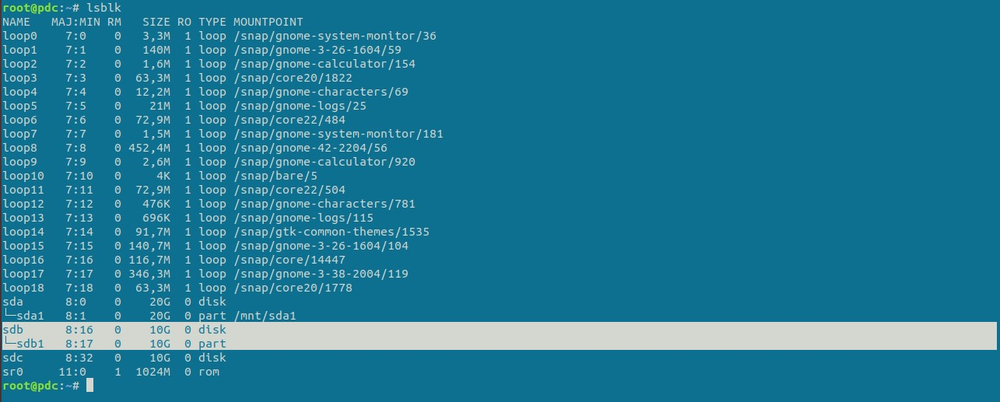 root@pdc:~# lsblk
NAME   MAJ:MIN RM   SIZE RO TYPE MOUNTPOINT
loop0    7:0    0   3,3M  1 loop /snap/gnome-system-monitor/36
loop1    7:1    0   140M  1 loop /snap/gnome-3-26-1604/59
loop2    7:2    0   1,6M  1 loop /snap/gnome-calculator/154
loop3    7:3    0  63,3M  1 loop /snap/core20/1822
loop4    7:4    0  12,2M  1 loop /snap/gnome-characters/69
loop5    7:5    0    21M  1 loop /snap/gnome-logs/25
loop6    7:6    0  72,9M  1 loop /snap/core22/484
loop7    7:7    0   1,5M  1 loop /snap/gnome-system-monitor/181
loop8    7:8    0 452,4M  1 loop /snap/gnome-42-2204/56
loop9    7:9    0   2,6M  1 loop /snap/gnome-calculator/920
loop10   7:10   0     4K  1 loop /snap/bare/5
loop11   7:11   0  72,9M  1 loop /snap/core22/504
loop12   7:12   0   476K  1 loop /snap/gnome-characters/781
loop13   7:13   0   696K  1 loop /snap/gnome-logs/115
loop14   7:14   0  91,7M  1 loop /snap/gtk-common-themes/1535
loop15   7:15   0 140,7M  1 loop /snap/gnome-3-26-1604/104
loop16   7:16   0 116,7M  1 loop /snap/core/14447
loop17   7:17   0 346,3M  1 loop /snap/gnome-3-38-2004/119
loop18   7:18   0  63,3M  1 loop /snap/core20/1778
sda      8:0    0    20G  0 disk
└─sda1   8:1    0    20G  0 part /mnt/sda1
sdb      8:16   0    10G  0 disk
└─sdb1   8:17   0    10G  0 part
sdc      8:32   0    10G  0 disk
sr0     11:0    1  1024M  0 rom
root@pdc:~#